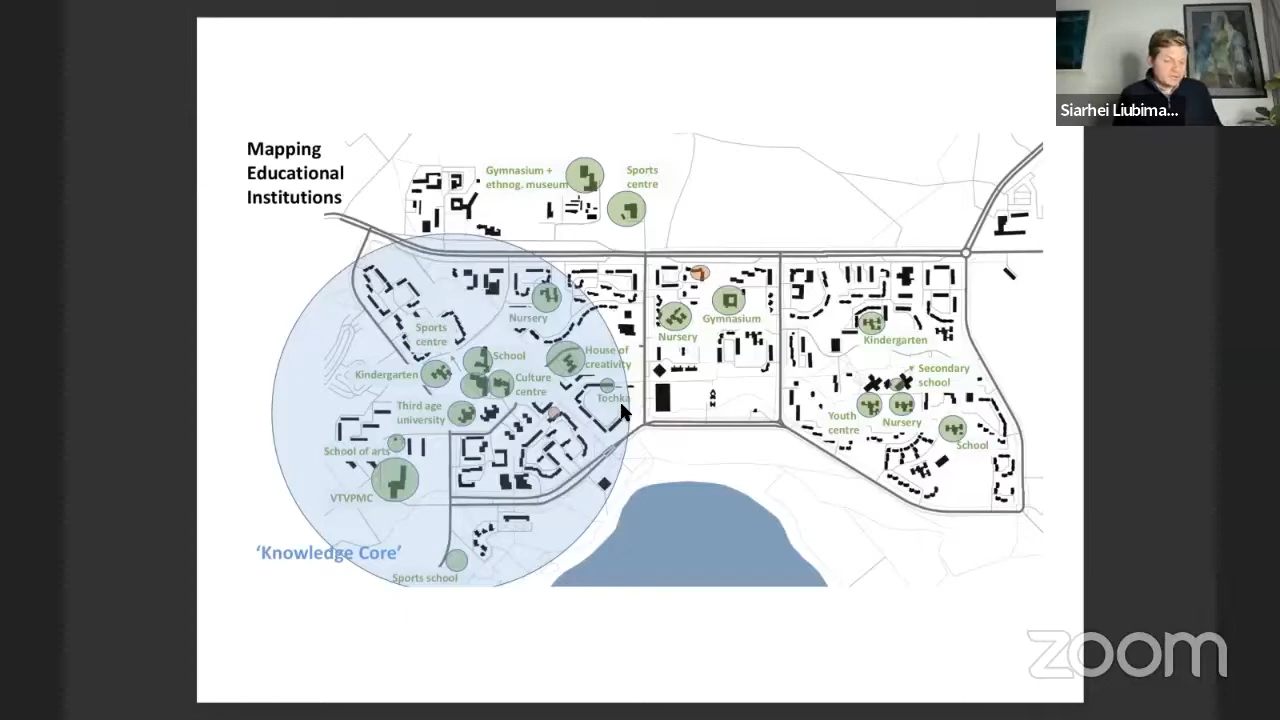 Siarhei Liubima...
Mapping
Educational
Institutions
Gymnasium +
ethnog. museum
Sports
centre
Nursery
Sports
centre
School
House of
creativity
Kindergarten
Culture
centre
Tochka
Third age
university
School of arts
VTVPMC
'Knowledge Core'
Sports school
Nursery
Gymnasium
Kindergarten
Secondary
school
Youth
centre
Nursery
School
zoom